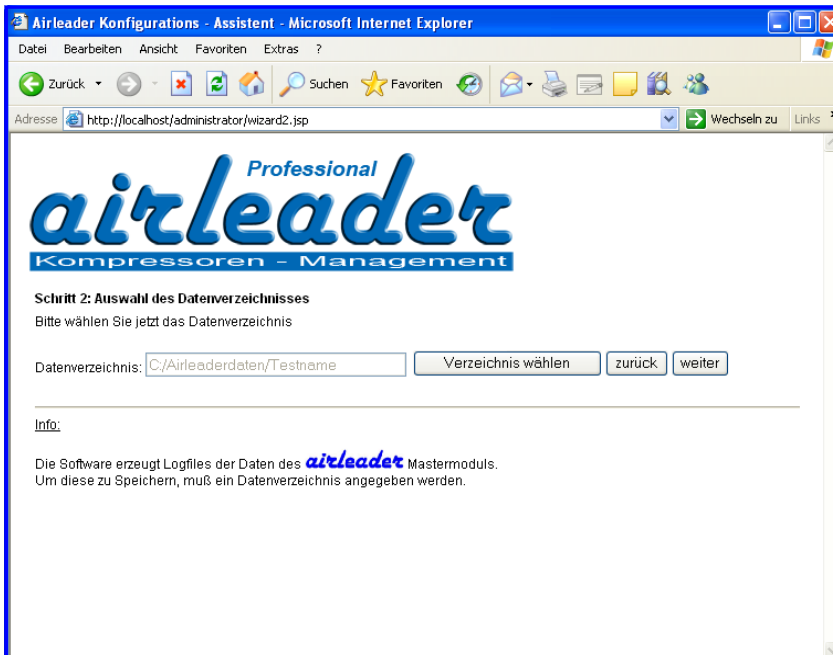 Airleader Konfigurations - Assistent - Microsoft Internet Explorer
Datei Bearbeiten Ansicht Favoriten Extras ?
Zurück Suchen Favoriten
Adresse http://localhost/administrator/wizard2.jsp Wechseln zu Links
Professional
airleader
Kompressoren - Management
Schritt 2: Auswahl des Datenverzeichnisses
Bitte wählen Sie jetzt das Datenverzeichnis
Datenverzeichnis: C:/Airleaderdaten/Testname Verzeichnis wählen zurück weiter
Info:
Die Software erzeugt Logfiles der Daten des airleader Mastermoduls.
Um diese zu Speichern, muß ein Datenverzeichnis angegeben werden.